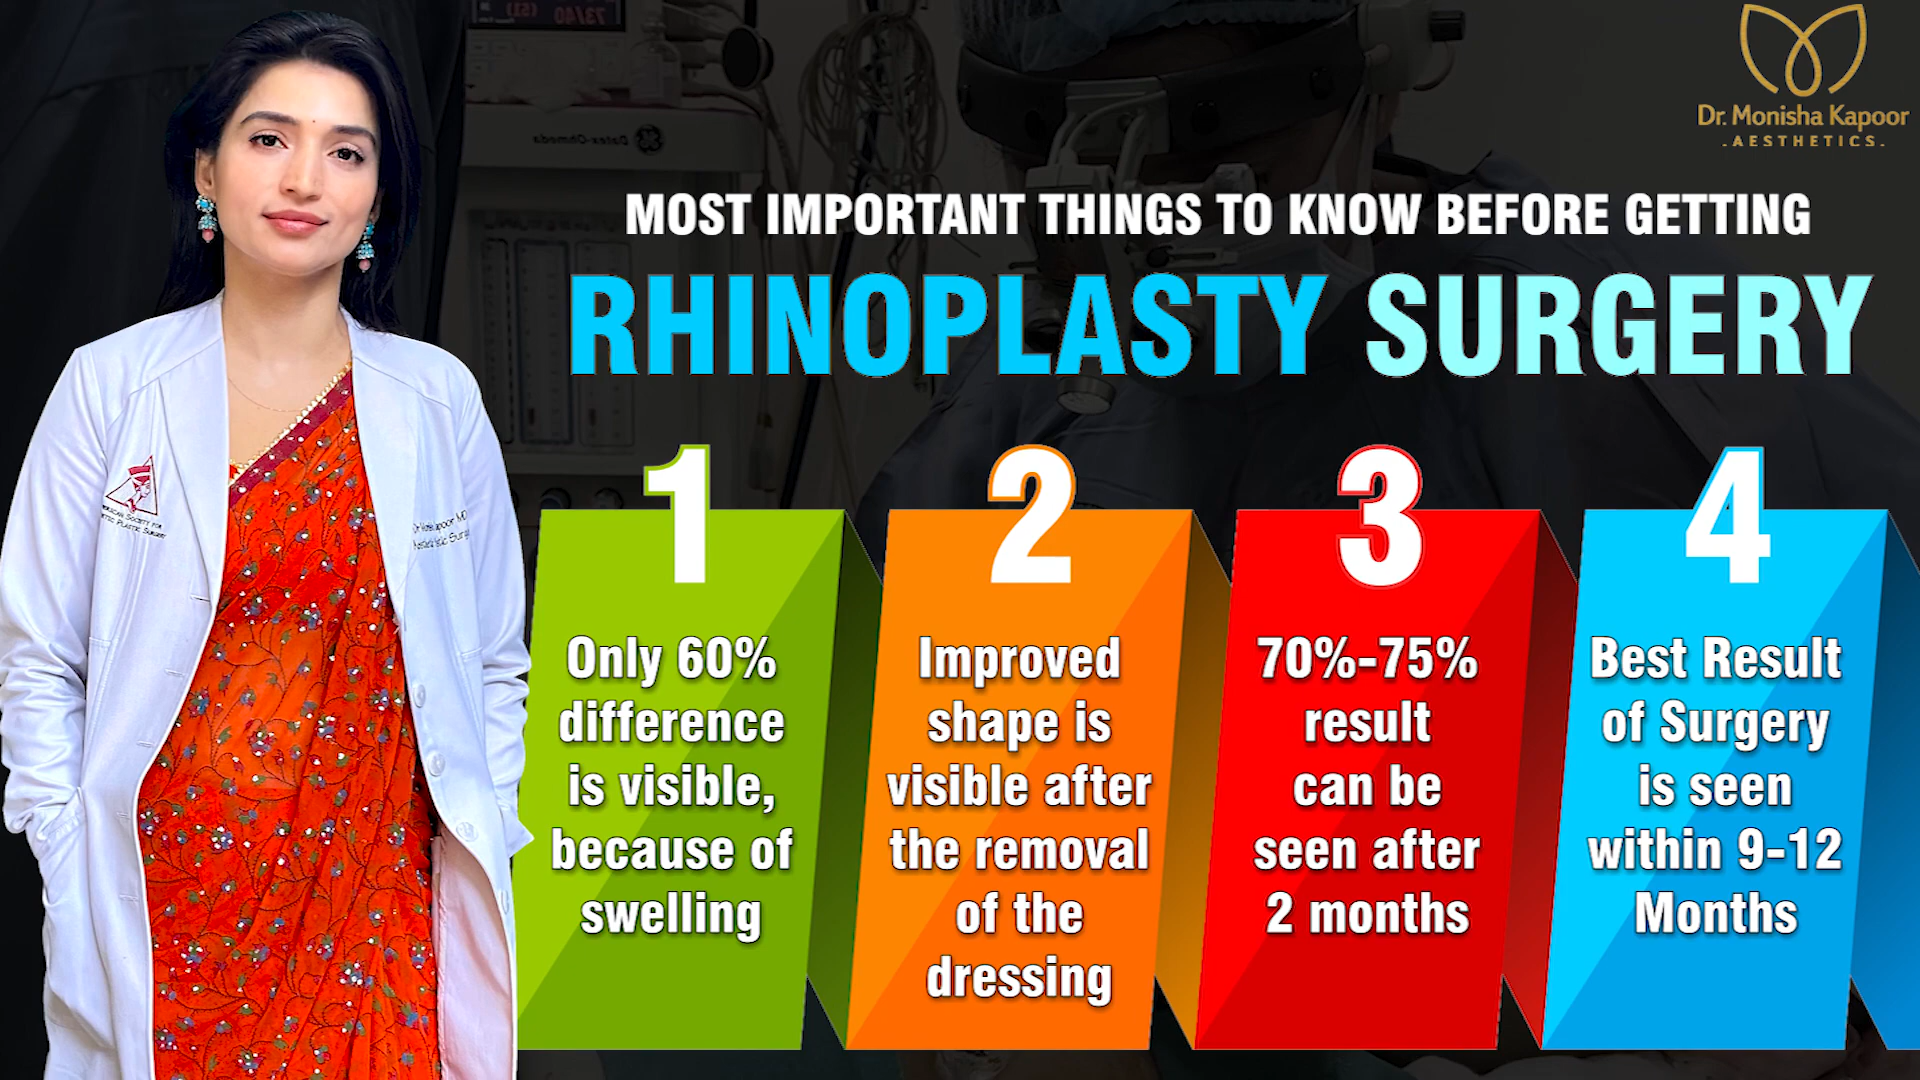 Dr. Monisha Kapoor
.AESTHETICS.
MOST IMPORTANT THINGS TO KNOW BEFORE GETTING
RHINOPLASTY SURGERY
1
Only 60%
difference
is visible,
because of
swelling
2
Improved
shape is
visible after
the removal
of the
dressing
3
70%-75%
result
can be
seen after
2 months
4
Best Result
of Surgery
is seen
within 9-12
Months